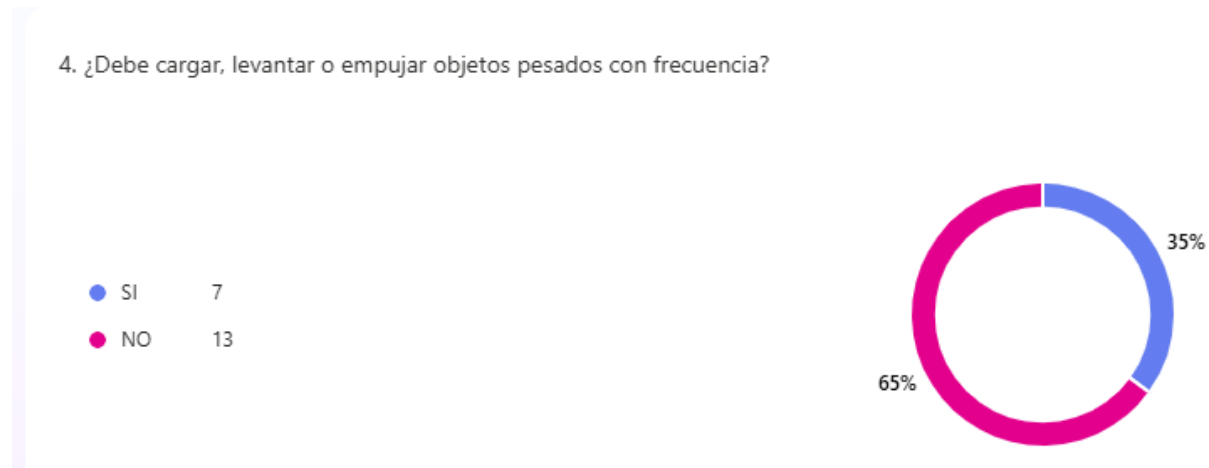 4. ¿Debe cargar, levantar o empujar objetos pesados con frecuencia?
35%
SI 7
NO 13
65%